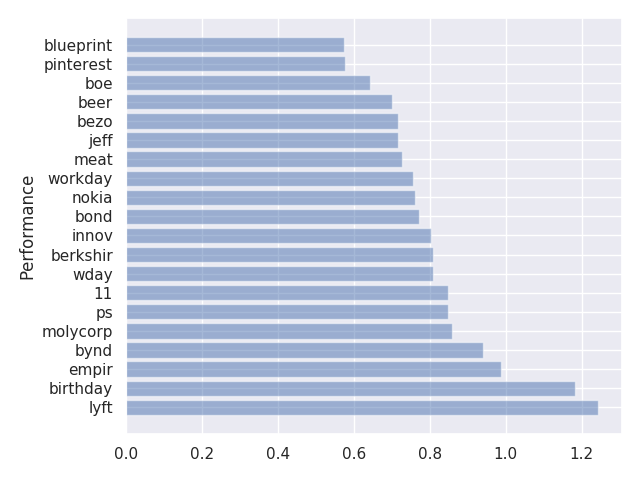 blueprint
pinterest
boe
beer
bezo
jeff
meat
workday
nokia
bond
innov
berkshir
wday
11
ps
molycorp
bynd
empir
birthday
lyft
Performance
0.0 0.2 0.4 0.6 0.8 1.0 1.2